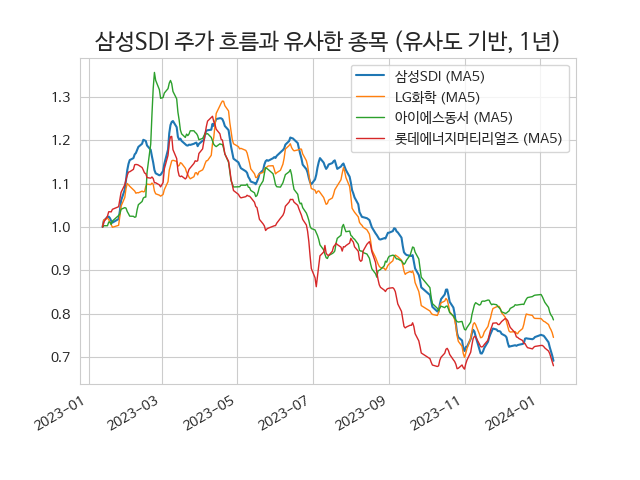 삼성SDI 주가 흐름과 유사한 종목 (유사도 기반, 1년)
삼성SDI (MA5)
LG화학 (MA5)
아이에스동서 (MA5)
롯데에너지머티리얼즈 (MA5)
1.3
1.2
1.1
1.0
0.9
0.8
0.7
2023-01
2023-03
2023-05
2023-07
2023-09
2023-11
2024-01